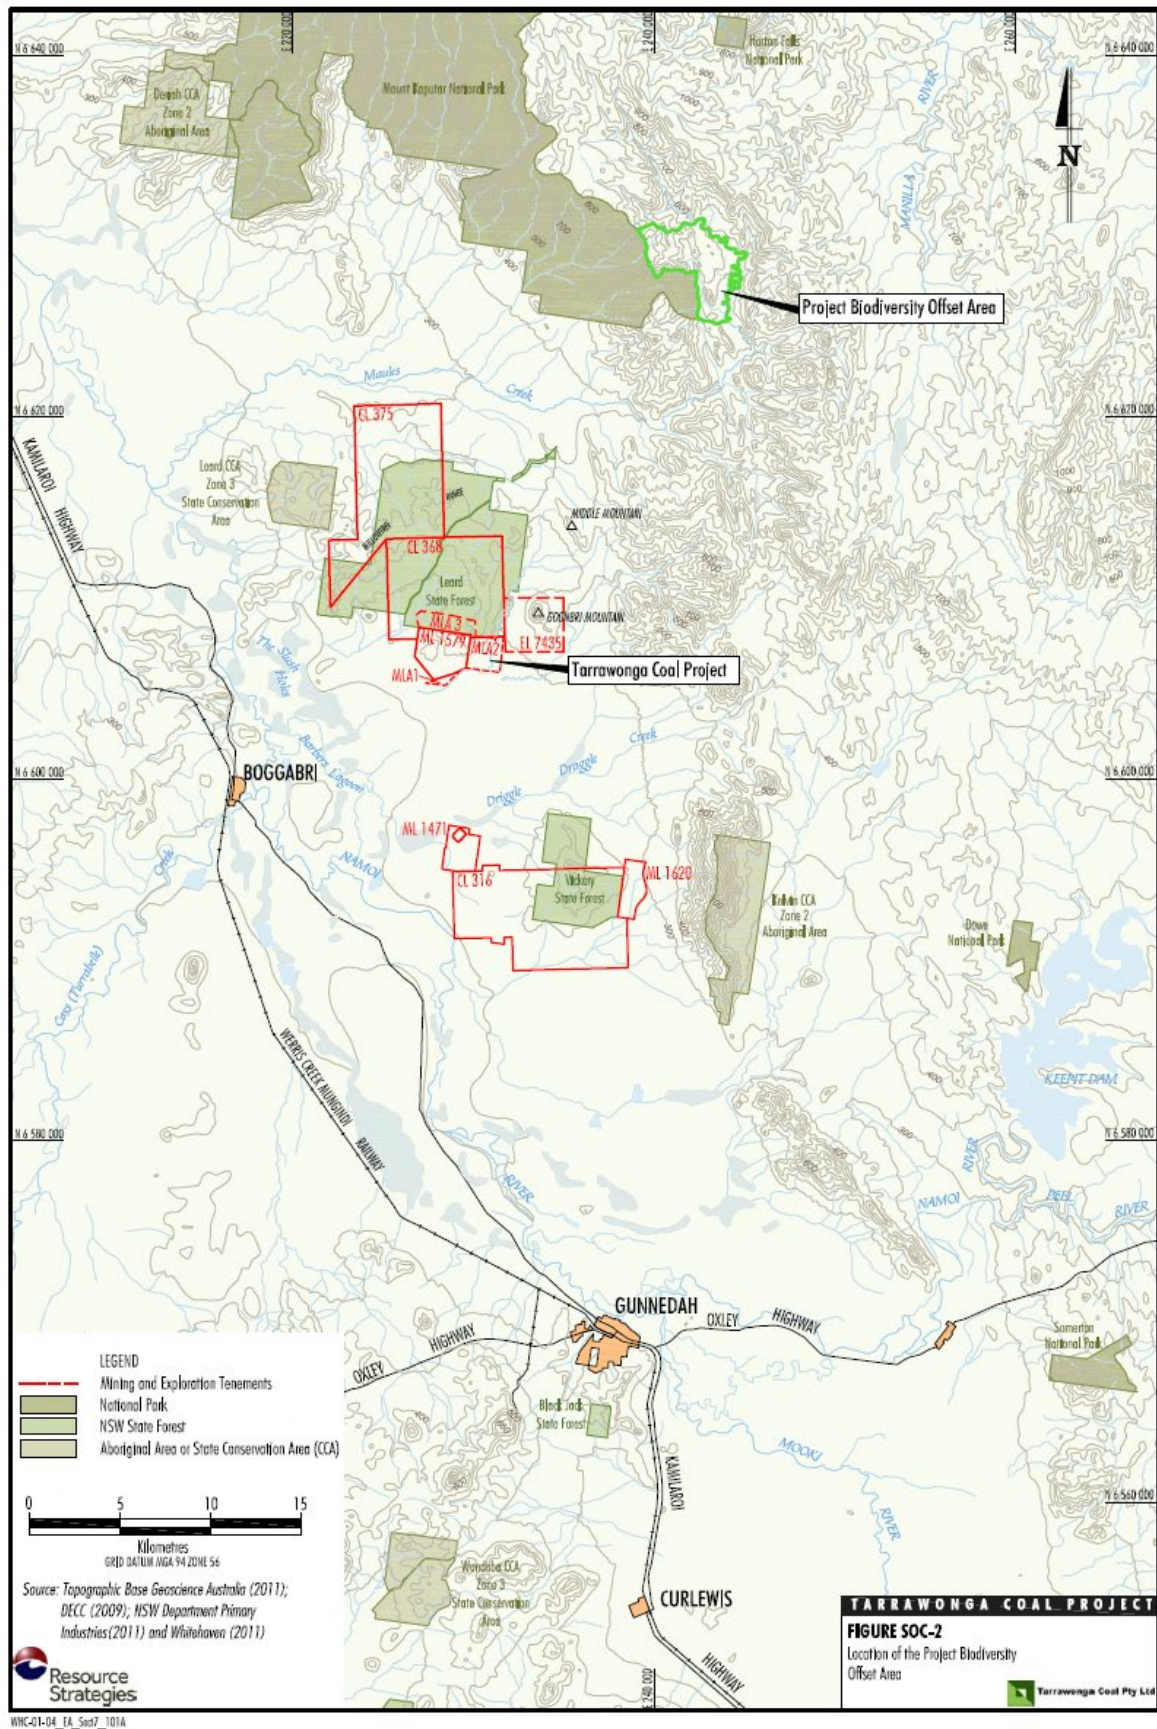 N 6 640 000
E 220 000
E 240 000
E 260 000
N 6 640 000
Horton Falls
National Park
Mount Kaputar National Park
Deriah CCA
Zone 2
Aboriginal Area
RIVER
MANILLA
N
Project Biodiversity Offset Area
Maules
Creek
N 6 620 000
N 6 620 000
CL 375
KAMILAROI
HIGHWAY
Leard CCA
Zone 3
State Conservation
Area
RANGE
WILLOWTREE
MIDDLE MOUNTAIN
CL 368
Leard
State Forest
GOONBRI MOUNTAIN
MLA 3
ML 1579
MLA2
EL 7435
MLA1
Tarrawonga Coal Project
The Slush
Holes
Barbers Lagoon
Driggle
Draggle
Creek
N 6 600 000
N 6 600 000
BOGGABRI
NAMOI
Creek
ML 1471
CL 316
Vickery
State Forest
ML 1620
Kelvin CCA
Zone 2
Aboriginal Area
Dowe
National Park
Coxs (Turrabeile)
WERRIS CREEK MUNGINDI
RAILWAY
KEEPIT DAM
N 6 580 000
N 6 580 000
RIVER
RIVER
NAMOI
PEEL
RIVER
GUNNEDAH
OXLEY
HIGHWAY
OXLEY
HIGHWAY
Somerton
National Park
Black Jack
State Forest
MOOKI
RIVER
KAMILAROI
N 6 560 000
LEGEND
Mining and Exploration Tenements
National Park
NSW State Forest
Aboriginal Area or State Conservation Area (CCA)
0 5 10 15
Kilometres
GRID DATUM MGA 94 ZONE 56
Source: Topographic Base Geoscience Australia (2011);
DECC (2009); NSW Department Primary
Industries (2011) and Whitehaven (2011)
Wondoba CCA
Zone 3
State Conservation
Area
CURLEWIS
HIGHWAY
E 240 000
Resource
Strategies
TARRAWONGA COAL PROJECT
FIGURE SOC-2
Location of the Project Biodiversity
Offset Area
Tarrawonga Coal Pty Ltd
WHC-01-04_EA_Sect7_101A